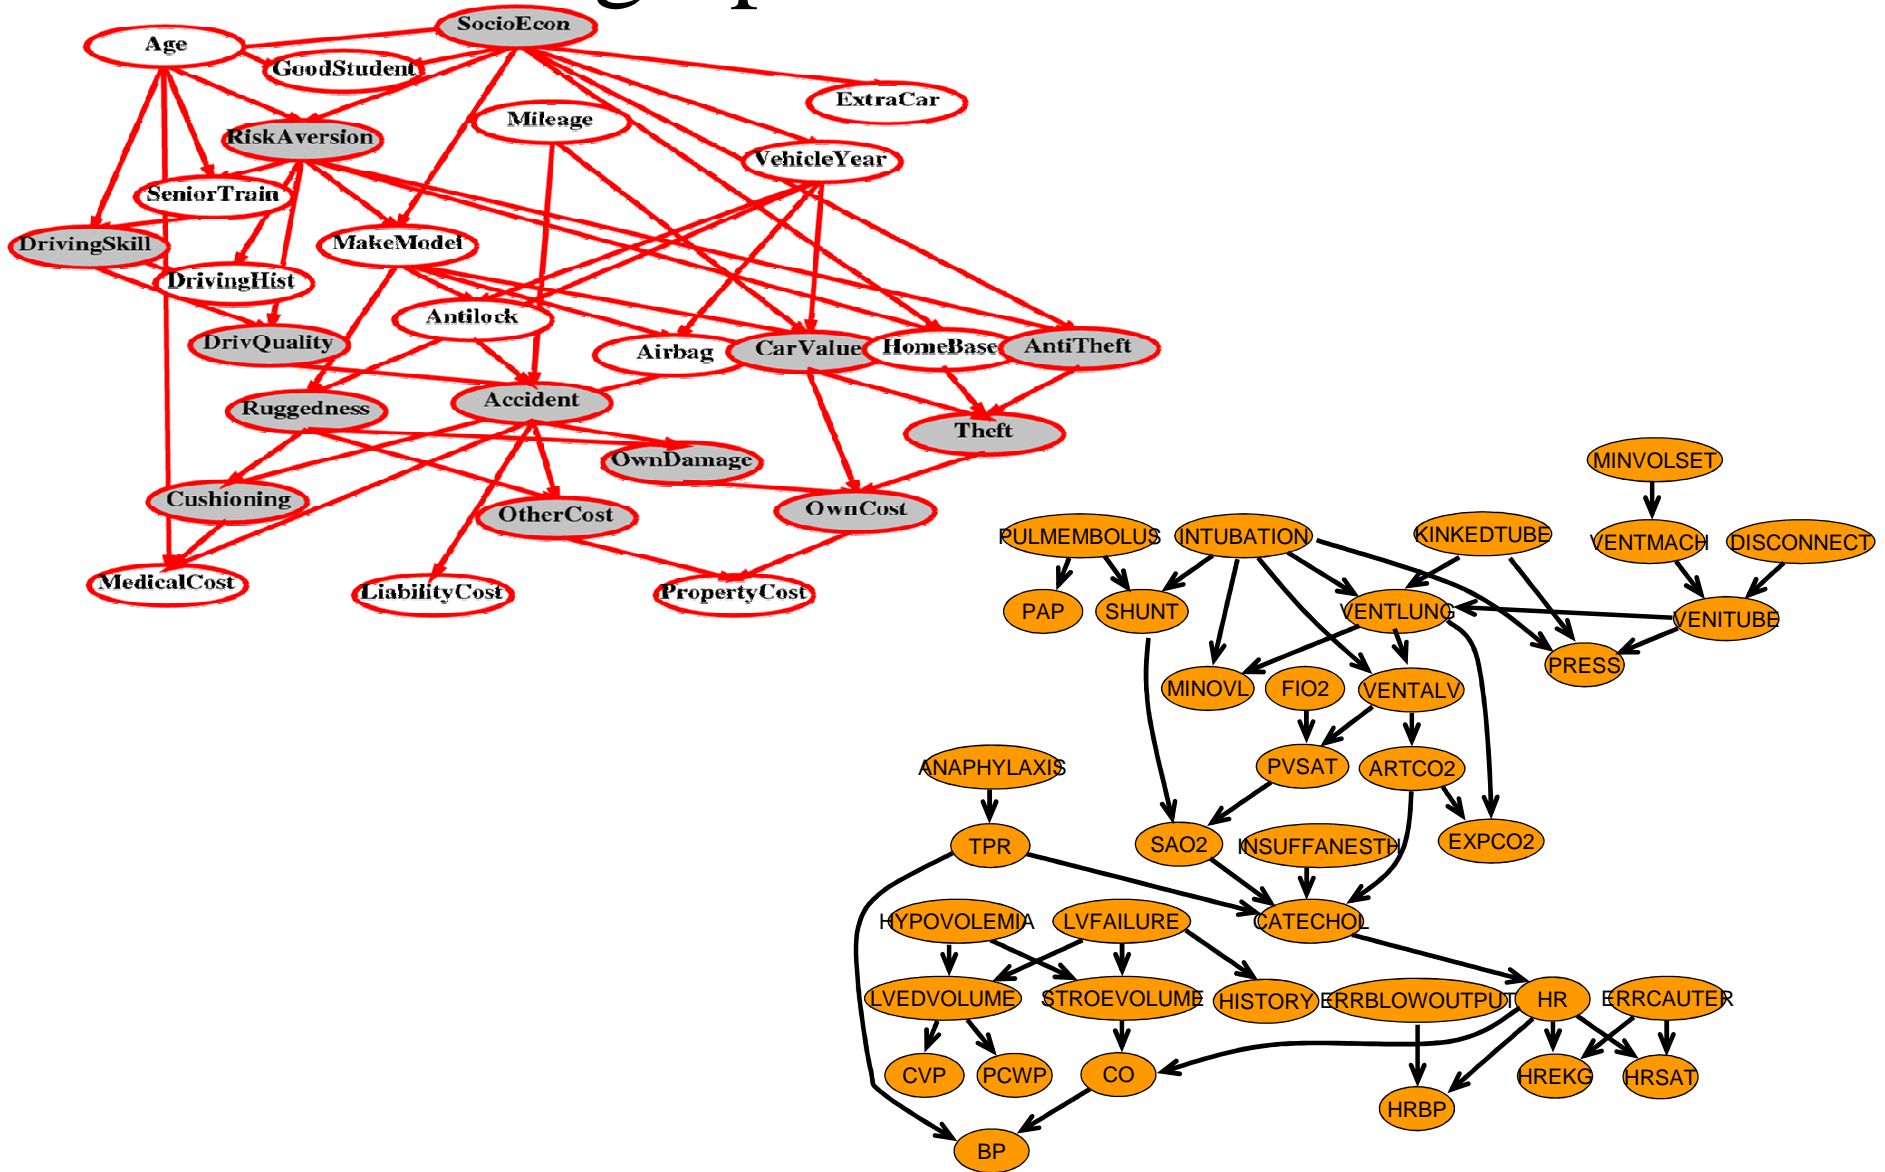 SocioEcon
Age
GoodStudent
ExtraCar
Mileage
RiskAversion
VehicleYear
SeniorTrain
DrivingSkill
MakeModel
DrivingHist
Antilock
DrivQuality
Airbag
CarValue
HomeBase
AntiTheft
Ruggedness
Accident
Theft
OwnDamage
Cushioning
OtherCost
OwnCost
MedicalCost
LiabilityCost
PropertyCost
MINVOLSET
PULMEMBOLUS
INTUBATION
KINKEDTUBE
VENTMACH
DISCONNECT
PAP
SHUNT
VENTLUNG
VENITUBE
PRESS
MINOVL
FIO2
VENTALV
ANAPHYLAXIS
PVSAT
ARTCO2
TPR
SAO2
INSUFFANESTH
EXPCO2
HYPOVOLEMIA
LVFAILURE
CATECHOL
LVEDVOLUME
STROEVOLUME
HISTORY
ERRBLOWOUTPUT
HR
ERRCAUTER
CVP
PCWP
CO
HREKG
HRSAT
HRBP
BP